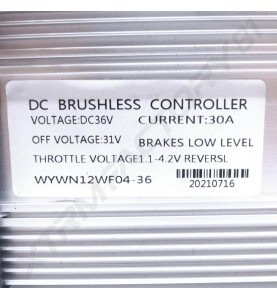 DC BRUSHLESS CONTROLLER
VOLTAGE:DC36V CURRENT:30A
OFF VOLTAGE:31V BRAKES LOW LEVEL
THROTTLE VOLTAGE1.1-4.2V REVERSL
WYWN12WF04-36 20210716